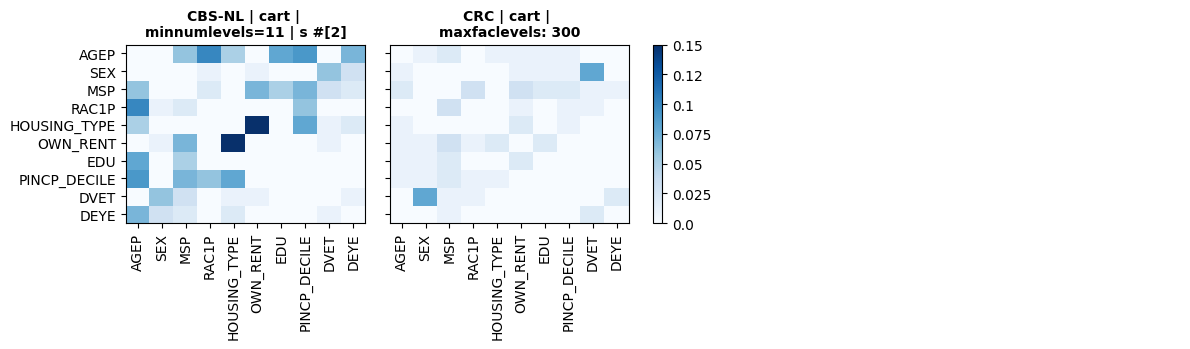 CBS-NL | cart |
minnumlevels=11 | s #[2]
CRC | cart |
maxfaclevels: 300
AGEP
SEX
MSP
RAC1P
HOUSING_TYPE
OWN_RENT
EDU
PINCP_DECILE
DVET
DEYE
AGEP
SEX
MSP
RAC1P
HOUSING_TYPE
OWN_RENT
EDU
PINCP_DECILE
DVET
DEYE
AGEP
SEX
MSP
RAC1P
HOUSING_TYPE
OWN_RENT
EDU
PINCP_DECILE
DVET
DEYE
0.15
0.125
0.1
0.075
0.05
0.025
0.0